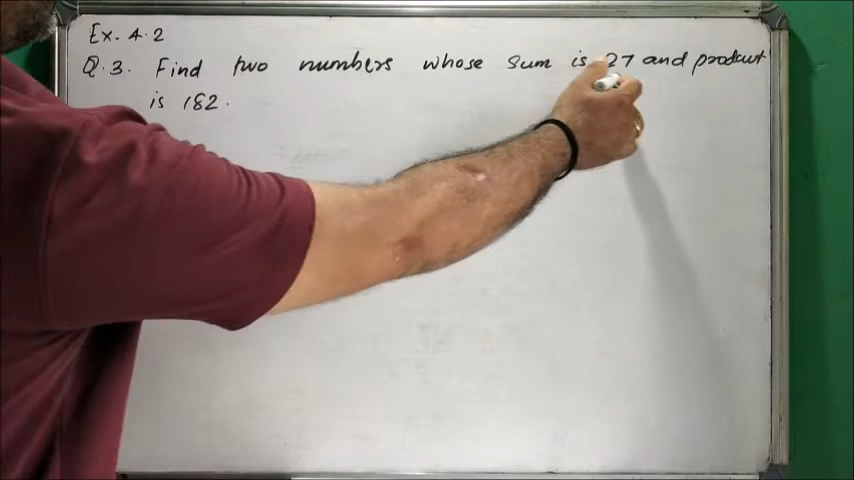 Ex. 4.2
Q.3. Find two numbers whose sum is 27 and product
is 182.